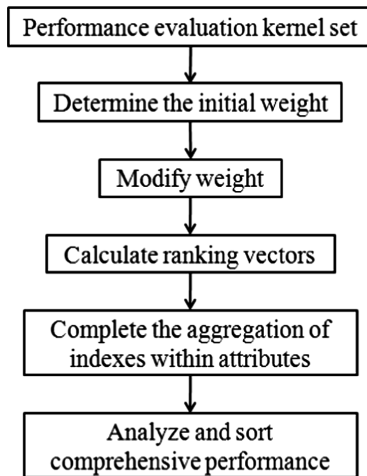 Performance evaluation kernel set
Determine the initial weight
Modify weight
Calculate ranking vectors
Complete the aggregation of
indexes within attributes
Analyze and sort
comprehensive performance